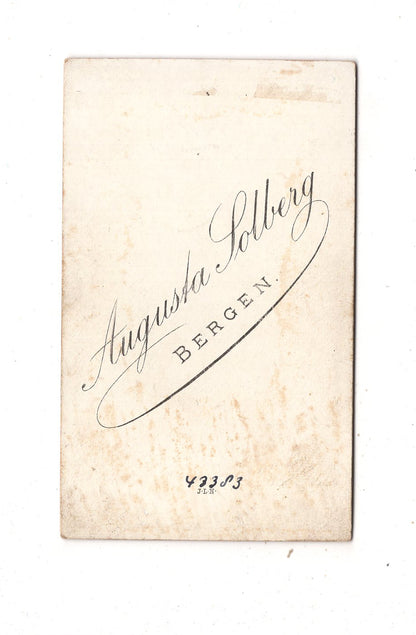 Augusta Solberg
BERGEN.
43383
J.L.N.